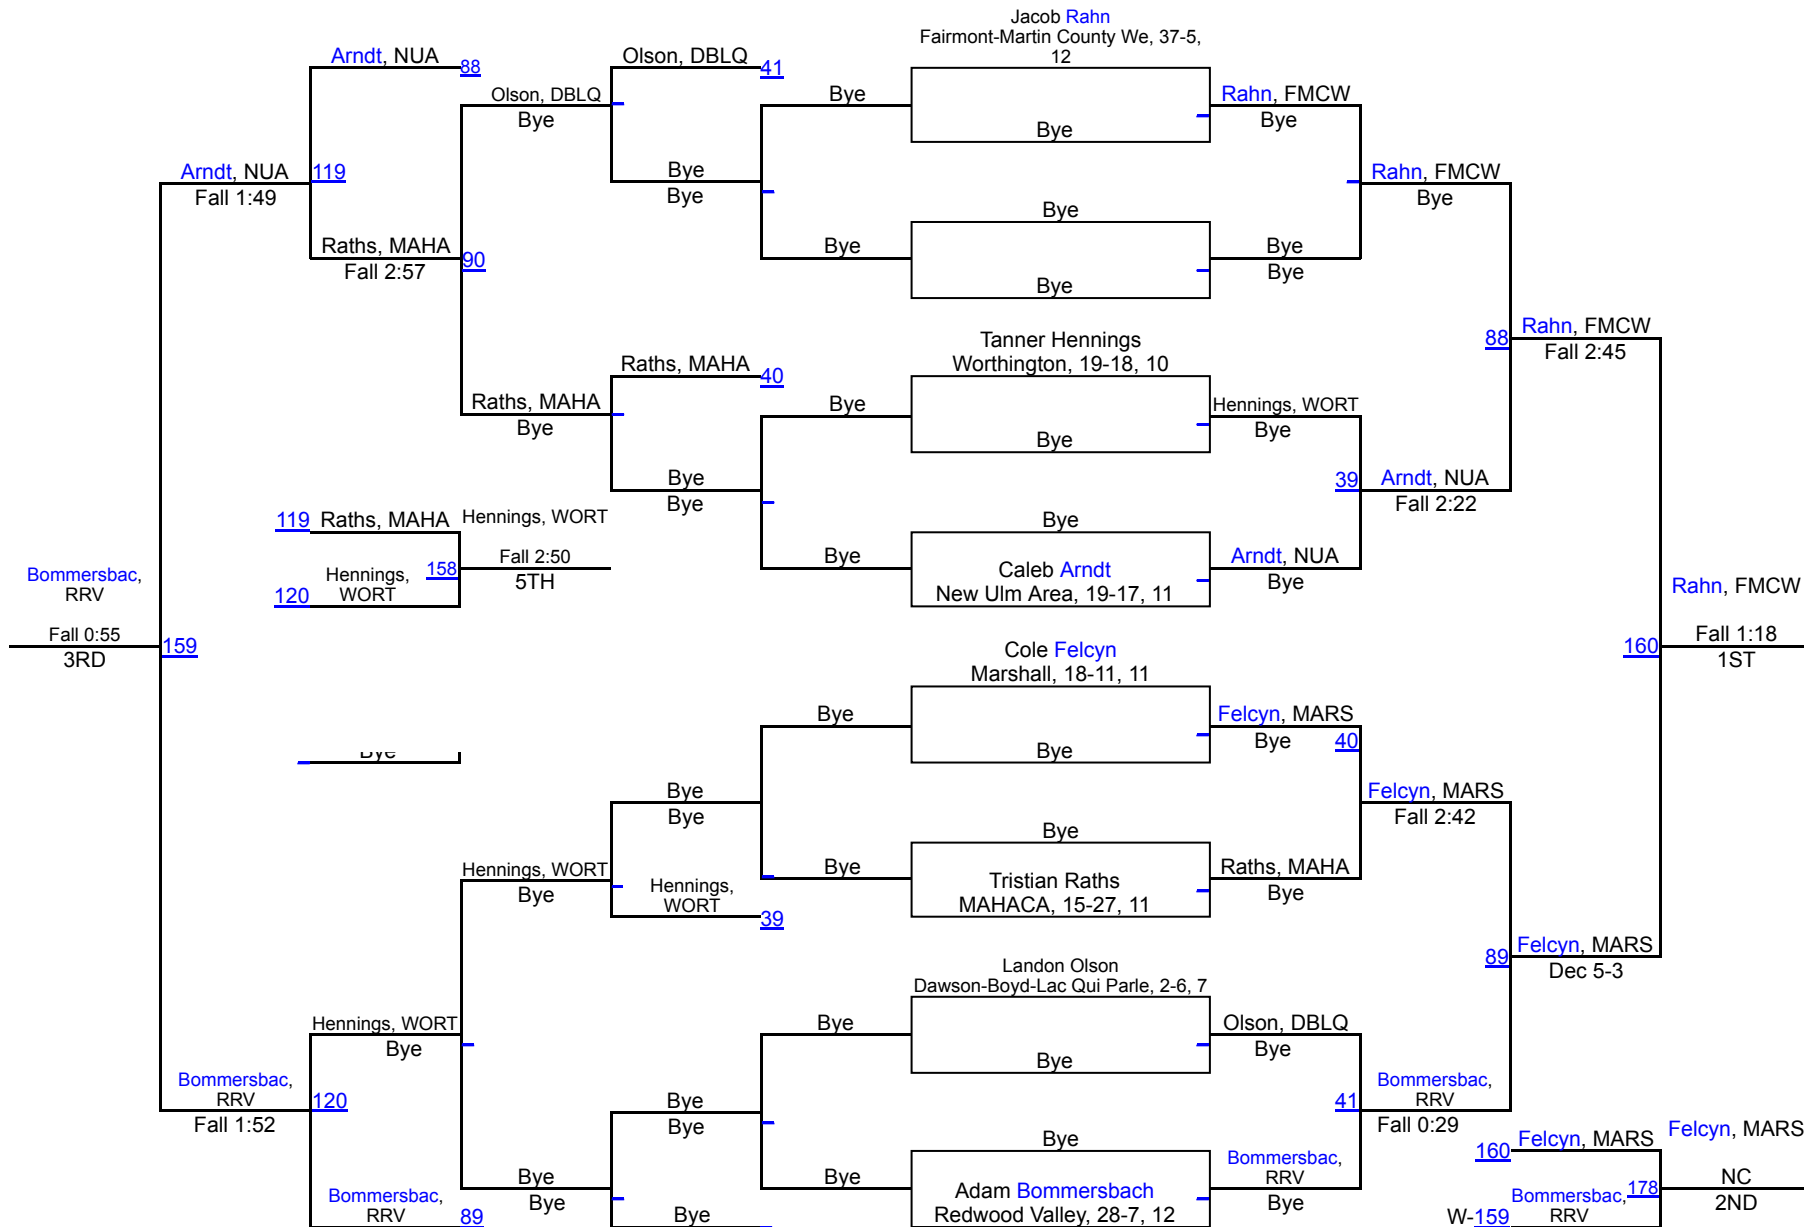 Jacob Rahn
Fairmont-Martin County We, 37-5,
12
Arndt, NUA
88
Olson, DBLQ
41
Olson, DBLQ
Bye
Bye
Rahn, FMCW
Bye
Bye
Arndt, NUA
119
Fall 1:49
Bye
Bye
Rahn, FMCW
Bye
Bye
Raths, MAHA
Fall 2:57
90
Bye
Bye
Bye
Bye
Tanner Hennings
Worthington, 19-18, 10
88
Rahn, FMCW
Fall 2:45
Raths, MAHA
40
Raths, MAHA
Bye
Bye
Hennings, WORT
Bye
Bye
Bye
Bye
39
Arndt, NUA
Fall 2:22
119
Raths, MAHA
Hennings, WORT
Bye
Fall 2:50
158
5TH
Hennings,
WORT
120
Bye
Caleb Arndt
New Ulm Area, 19-17, 11
Arndt, NUA
Bye
Bommersbac,
RRV
Fall 0:55
3RD
159
Rahn, FMCW
160
Fall 1:18
1ST
Cole Felcyn
Marshall, 18-11, 11
Bye
Felcyn, MARS
Bye
40
Bye
Bye
Bye
Bye
Felcyn, MARS
Fall 2:42
Bye
Hennings, WORT
Bye
Hennings,
WORT
39
Bye
Tristian Raths
MAHACA, 15-27, 11
Raths, MAHA
Bye
89
Felcyn, MARS
Dec 5-3
Landon Olson
Dawson-Boyd-Lac Qui Parle, 2-6, 7
Hennings, WORT
Bye
Bye
Olson, DBLQ
Bye
Bye
Bommersbac,
RRV
120
Fall 1:52
Bye
Bye
41
Bommersbac,
RRV
Fall 0:29
Bye
160
Felcyn, MARS
Felcyn, MARS
Bye
Bye
Bye
Adam Bommersbach
Redwood Valley, 28-7, 12
Bommersbac,
RRV
Bye
178
NC
2ND
Bommersbac,
RRV
89
Bye
W-159
Bommersbac,
RRV